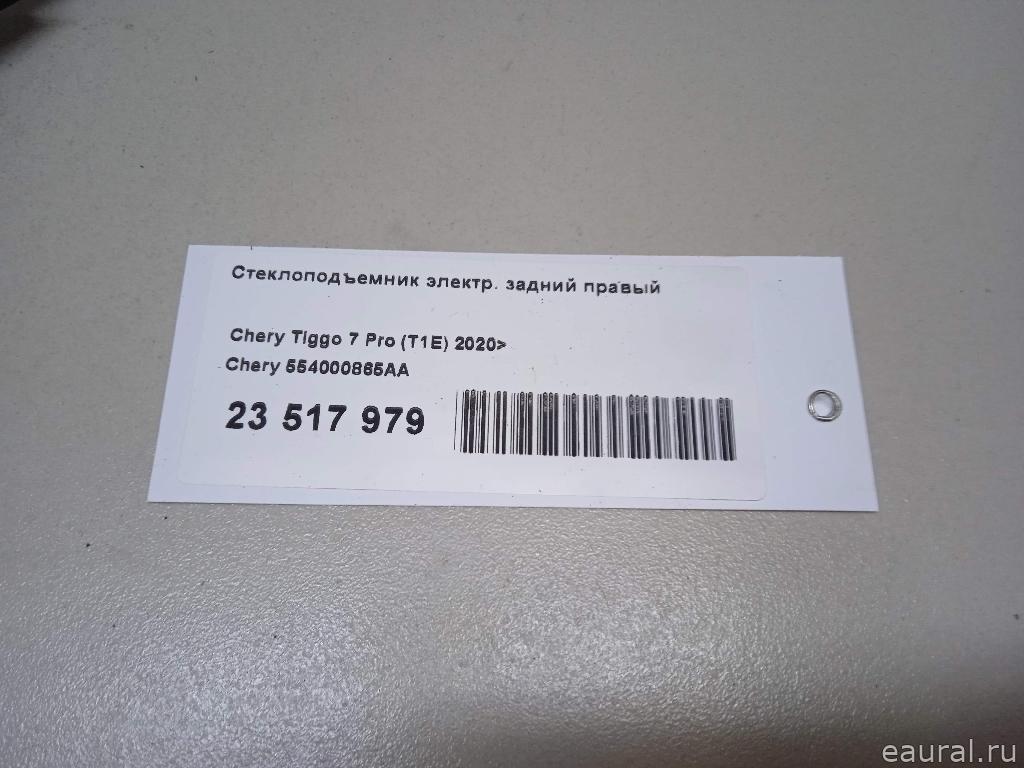 Стеклоподъемник электр. задний правый
Chery Tiggo 7 Pro (T1E) 2020>
Chery 554000865AA
23 517 979
eaural.ru